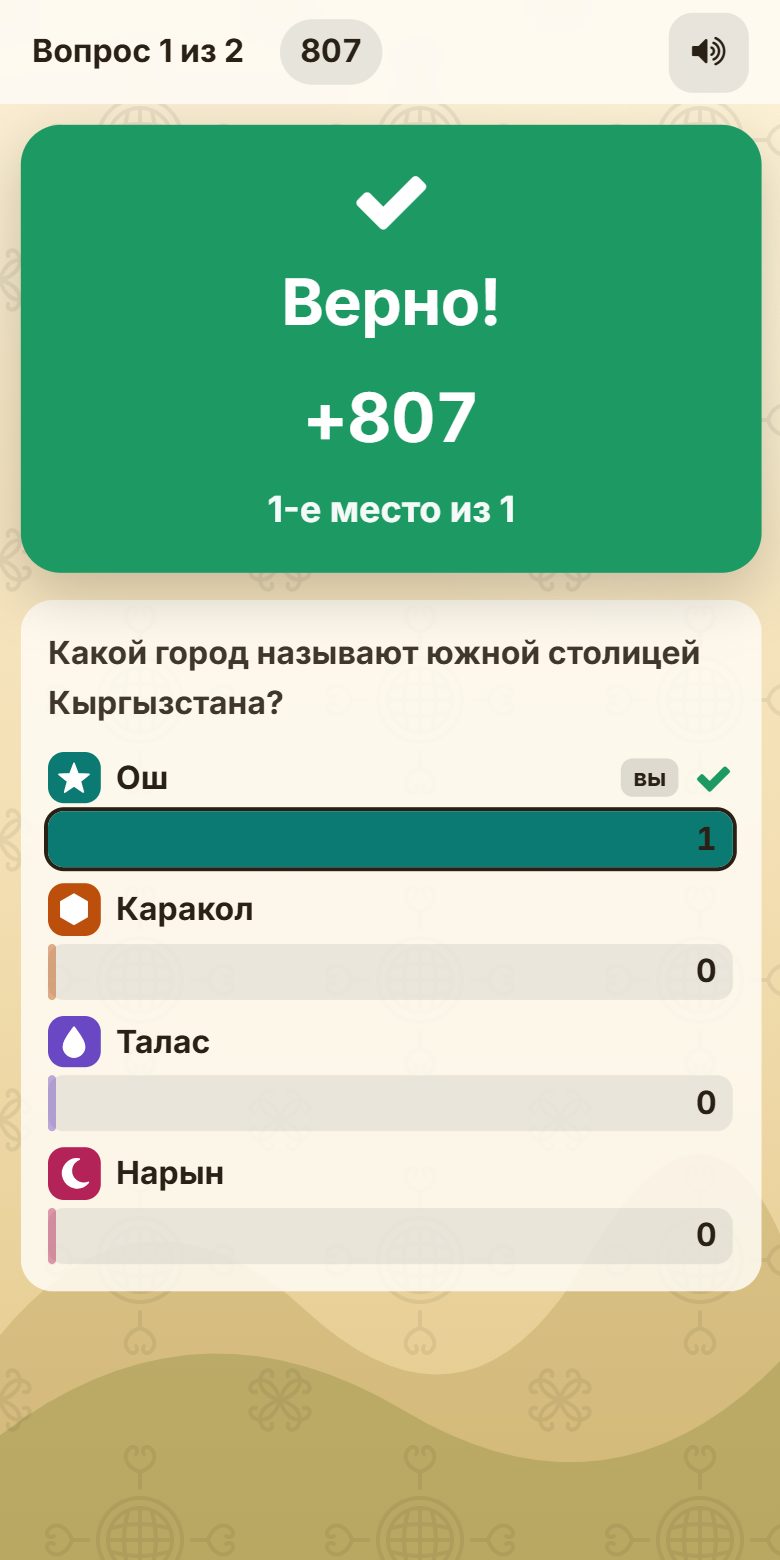 Вопрос 1 из 2 807
Верно!
+807
1-е место из 1
Какой город называют южной столицей
Кыргызстана?
Ош вы
1
Каракол
0
Талас
0
Нарын
0